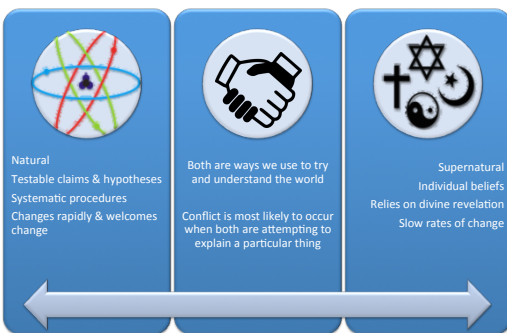 Natural
Testable claims & hypotheses
Systematic procedures
Changes rapidly & welcomes
change
Both are ways we use to try
and understand the world
Conflict is most likely to occur
when both are attempting to
explain a particular thing
Supernatural
Individual beliefs
Relies on divine revelation
Slow rates of change